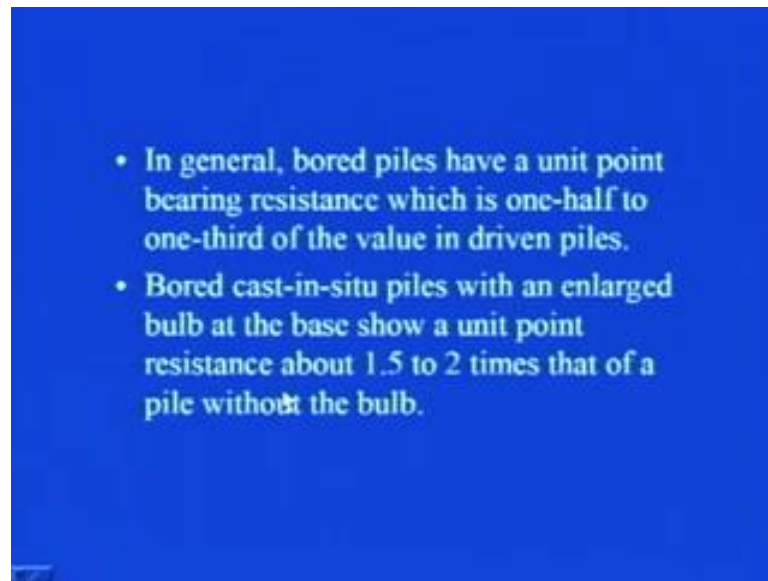 • In general, bored piles have a unit point
bearing resistance which is one-half to
one-third of the value in driven piles.
• Bored cast-in-situ piles with an enlarged
bulb at the base show a unit point
resistance about 1.5 to 2 times that of a
pile without the bulb.